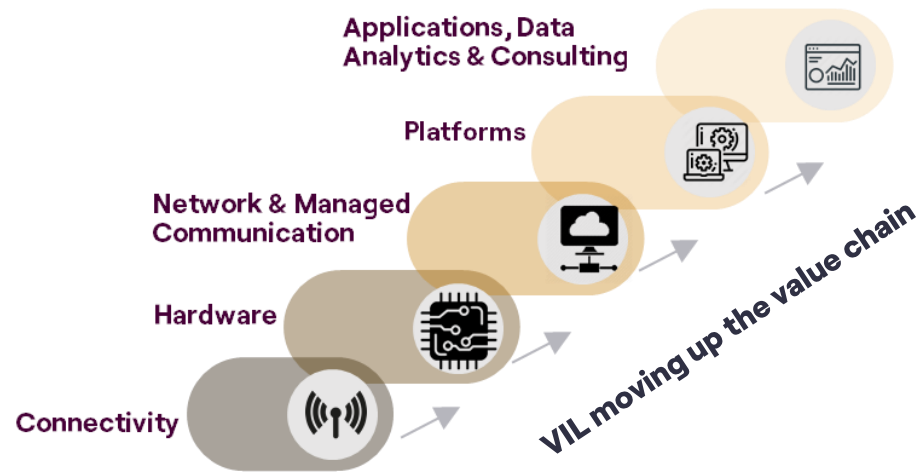 Applications, Data
Analytics & Consulting
Platforms
Network & Managed
Communication
Hardware
Connectivity
VIL moving up the value chain